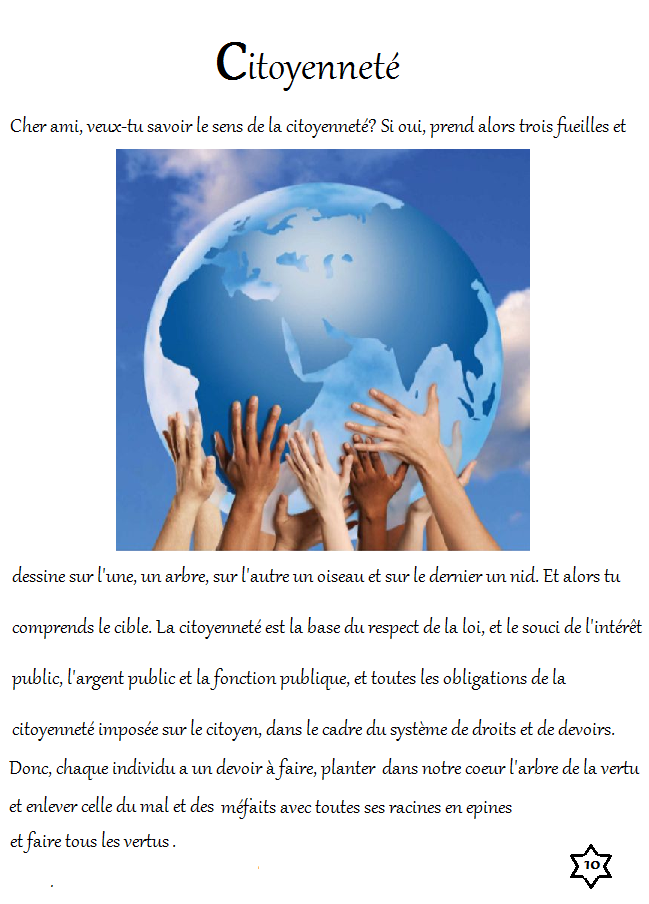 Citoyenneté
Cher ami, veux-tu savoir le sens de la citoyenneté? Si oui, prend alors trois fueilles et
dessine sur l'une, un arbre, sur l'autre un oiseau et sur le dernier un nid. Et alors tu
comprends le cible. La citoyenneté est la base du respect de la loi, et le souci de l'intérêt
public, l'argent public et la fonction publique, et toutes les obligations de la
citoyenneté imposée sur le citoyen, dans le cadre du système de droits et de devoirs.
Donc, chaque individu a un devoir à faire, planter dans notre coeur l'arbre de la vertu
et enlever celle du mal et des méfaits avec toutes ses racines en epines
et faire tous les vertus .
10